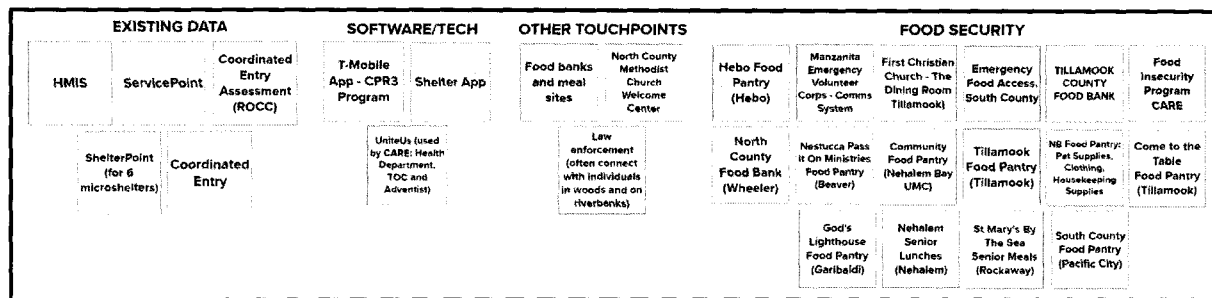 EXISTING DATA
HMIS
ServicePoint
Coordinated
Entry
Assessment
(ROCC)
ShelterPoint
(for 6
microshelters)
Coordinated
Entry
SOFTWARE/TECH
T-Mobile
App - CPR3
Program
Shelter App
UniteUs (used
by CARE: Health
Department,
TOC and
Adventist)
OTHER TOUCHPOINTS
Food banks
and meal
sites
North County
Methodist
Church
Welcome
Center
Law
enforcement
(often connect
with individuals
in woods and on
riverbanks)
FOOD SECURITY
Hebo Food
Pantry
(Hebo)
Manzanita
Emergency
Volunteer
Corps - Comms
System
First Christian
Church - The
Dining Room
Tillamook)
Emergency
Food Access,
South County
TILLAMOOK
COUNTY
FOOD BANK
Food
Insecurity
Program
CARE
North
County
Food Bank
(Wheeler)
Nestucca Pass
It On Ministries
Food Pantry
(Beaver)
Community
Food Pantry
(Nehalem Bay
UMC)
Tillamook
Food Pantry
(Tillamook)
NB Food Pantry:
Pet Supplies,
Clothing,
Housekeeping
Supplies
Come to the
Table
Food Pantry
(Tillamook)
God's
Lighthouse
Food Pantry
(Garibaldi)
Nehalem
Senior
Lunches
(Nehalem)
St Mary's By
The Sea
Senior Meals
(Rockaway)
South County
Food Pantry
(Pacific City)